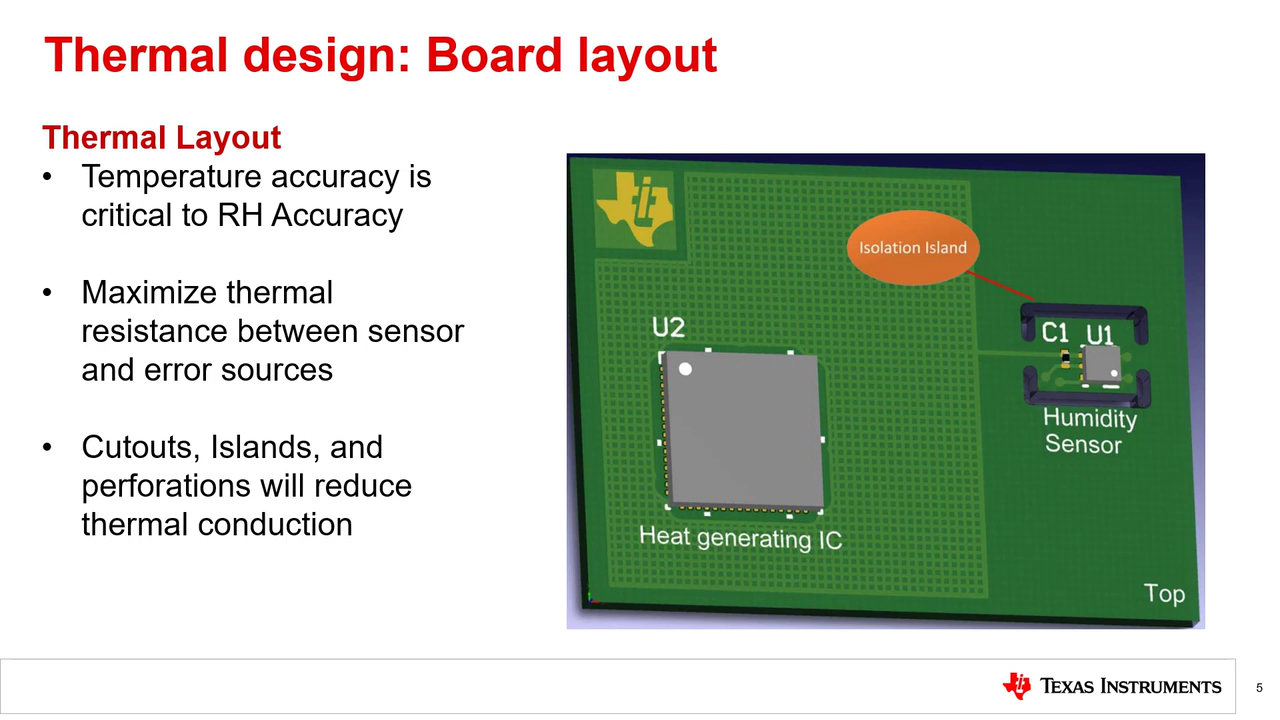 Thermal design: Board layout
Thermal Layout
• Temperature accuracy is
critical to RH Accuracy
• Maximize thermal
resistance between sensor
and error sources
• Cutouts, Islands, and
perforations will reduce
thermal conduction
Isolation Island
U2
C1 U1
Humidity
Sensor
Heat generating IC
Top
TEXAS INSTRUMENTS
5